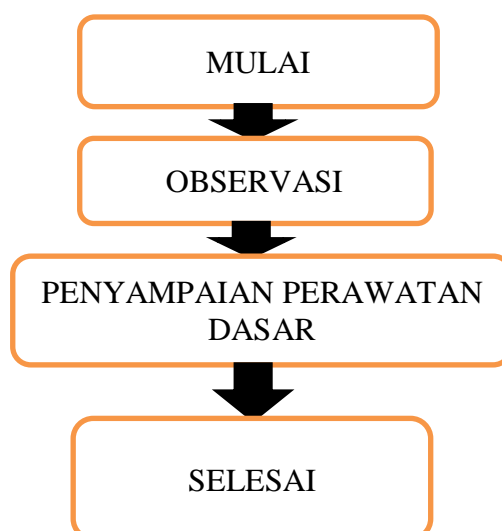 MULAI
OBSERVASI
PENYAMPAIAN PERAWATAN
DASAR
SELESAI